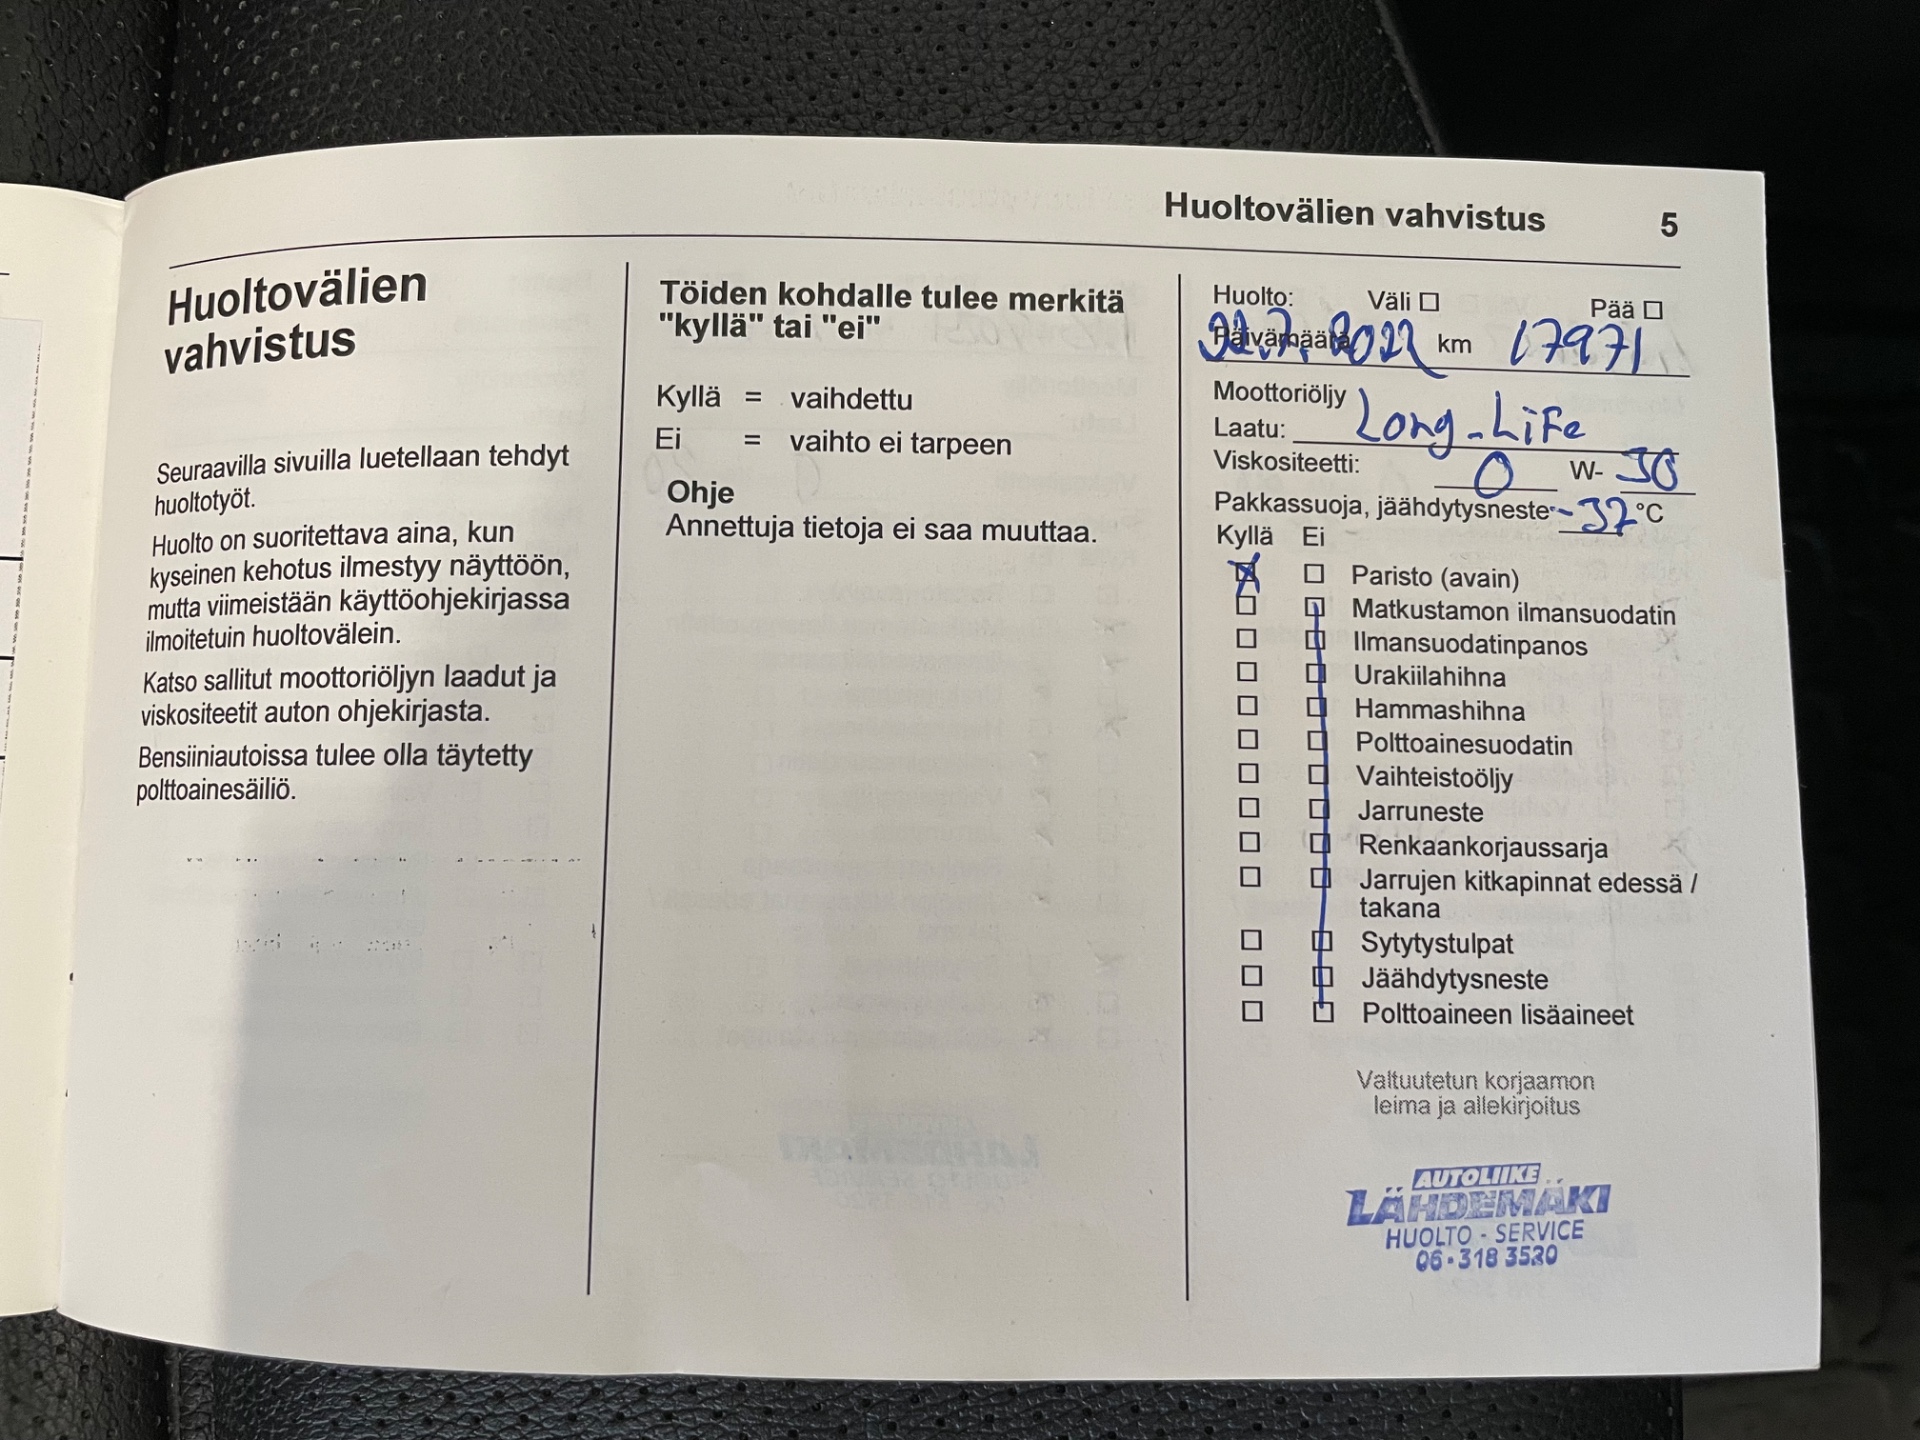 Huoltovälien vahvistus 5
Huoltovälien
vahvistus
Seuraavilla sivuilla luetellaan tehdyt
huoltotyöt.
Huolto on suoritettava aina, kun
kyseinen kehotus ilmestyy näyttöön,
mutta viimeistään käyttöohjekirjassa
ilmoitetuin huoltovälein.
Katso sallitut moottoriöljyn laadut ja
viskositeetit auton ohjekirjasta.
Bensiiniautoissa tulee olla täytetty
polttoainesäiliö.
Töiden kohdalle tulee merkitä
"kyllä" tai "ei"
Kyllä = vaihdettu
Ei = vaihto ei tarpeen
Ohje
Annettuja tietoja ei saa muuttaa.
Huolto: Väli ☐ Pää ☐
Päivämäärä 22.7.2022 km 17971
Moottoriöljy
Laatu: Long-Life
Viskositeetti: 0 W- 30
Pakkassuoja, jäähdytysneste -37 °C
Kyllä Ei
☒ ☐ Paristo (avain)
☐ ☐ Matkustamon ilmansuodatin
☐ ☐ Ilmansuodatinpanos
☐ ☐ Urakiilahihna
☐ ☐ Hammashihna
☐ ☐ Polttoainesuodatin
☐ ☐ Vaihteistoöljy
☐ ☐ Jarruneste
☐ ☐ Renkaankorjaussarja
☐ ☐ Jarrujen kitkapinnat edessä /
takana
☐ ☐ Sytytystulpat
☐ ☐ Jäähdytysneste
☐ ☐ Polttoaineen lisäaineet
Valtuutetun korjaamon
leima ja allekirjoitus
AUTOLIIKE
LÄHDEMÄKI
HUOLTO - SERVICE
06-318 3520